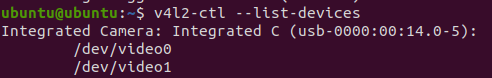 ubuntu@ubuntu:~$ v4l2-ctl --list-devices
Integrated Camera: Integrated C (usb-0000:00:14.0-5):
        /dev/video0
        /dev/video1